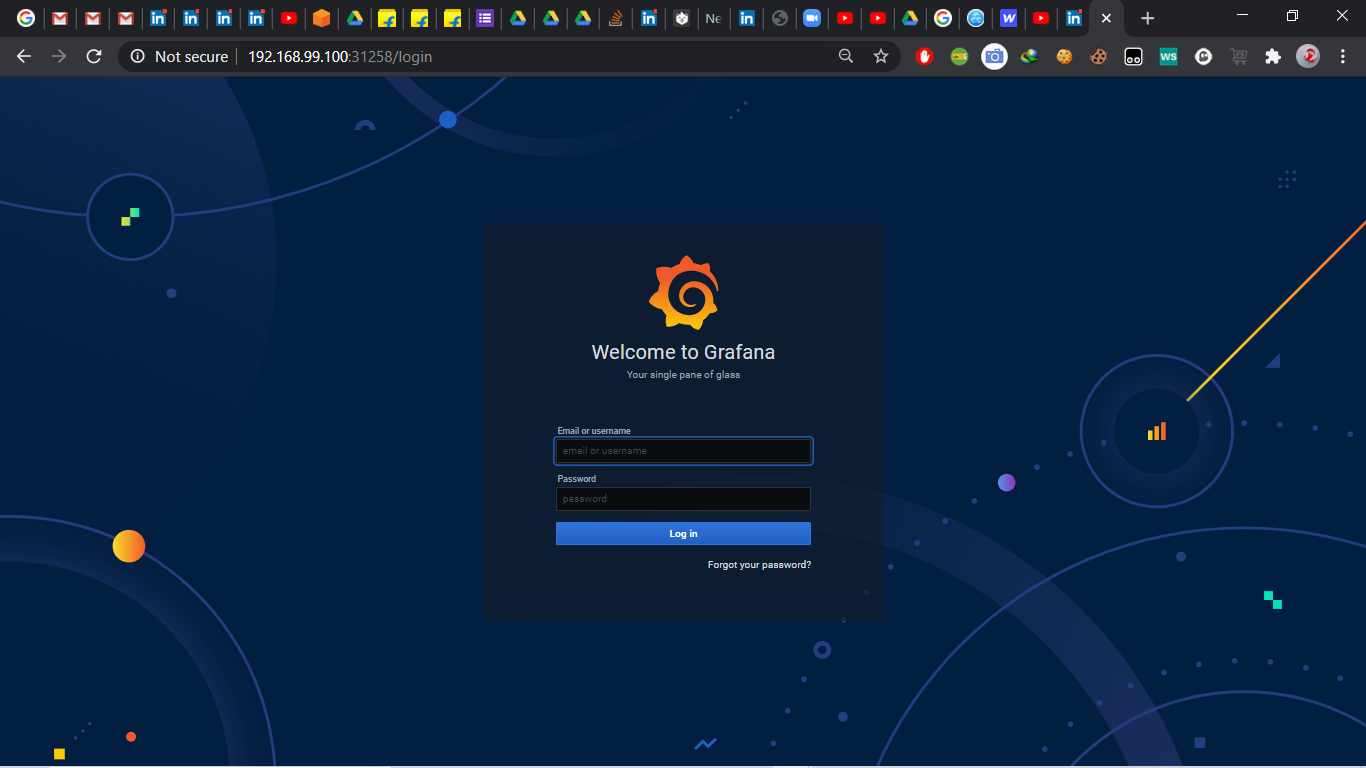 Ne
Not secure
192.168.99.100:31258/login
WS
Welcome to Grafana
Your single pane of glass
Email or username
email or username
Password
password
Log in
Forgot your password?